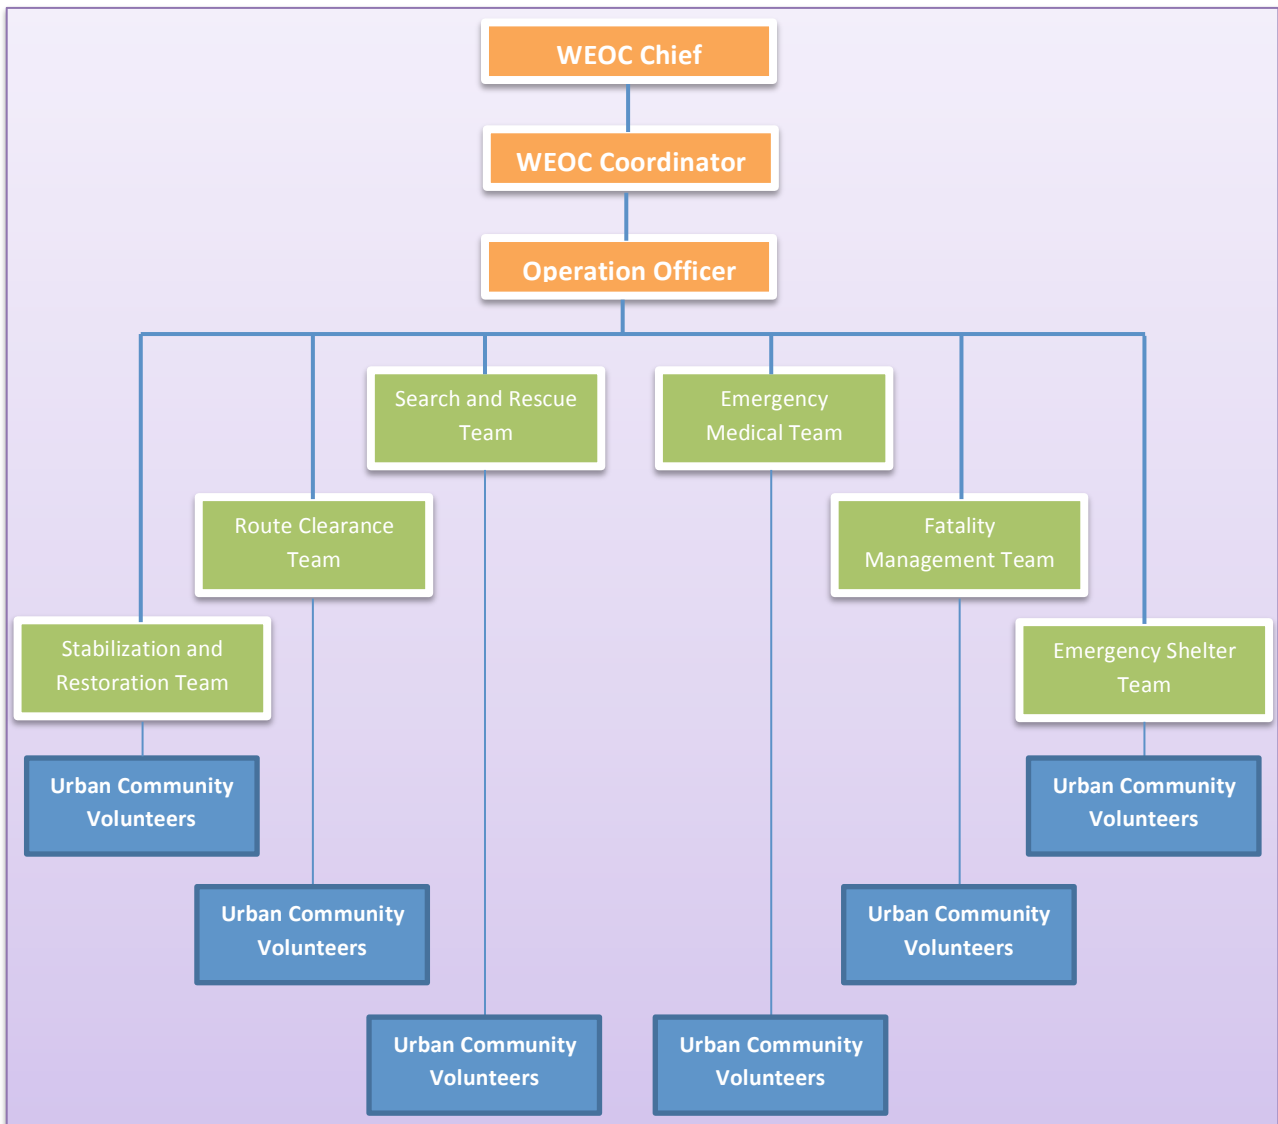 WEOC Chief
WEOC Coordinator
Operation Officer
Search and Rescue
Team
Emergency
Medical Team
Route Clearance
Team
Fatality
Management Team
Stabilization and
Restoration Team
Emergency Shelter
Team
Urban Community
Volunteers
Urban Community
Volunteers
Urban Community
Volunteers
Urban Community
Volunteers
Urban Community
Volunteers
Urban Community
Volunteers